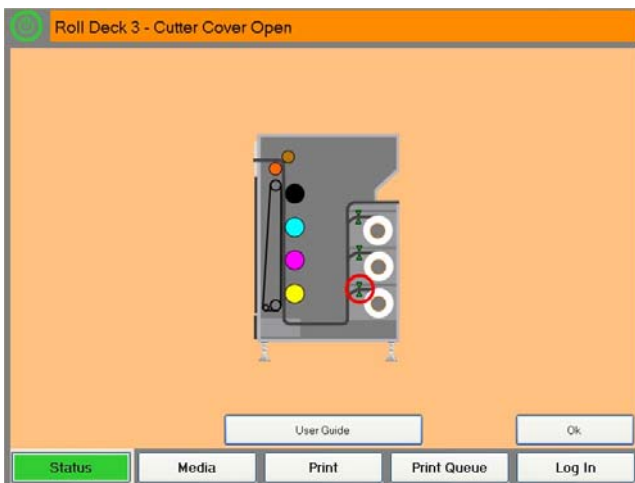 Roll Deck 3 - Cutter Cover Open
User Guide
Ok
Status
Media
Print
Print Queue
Log In